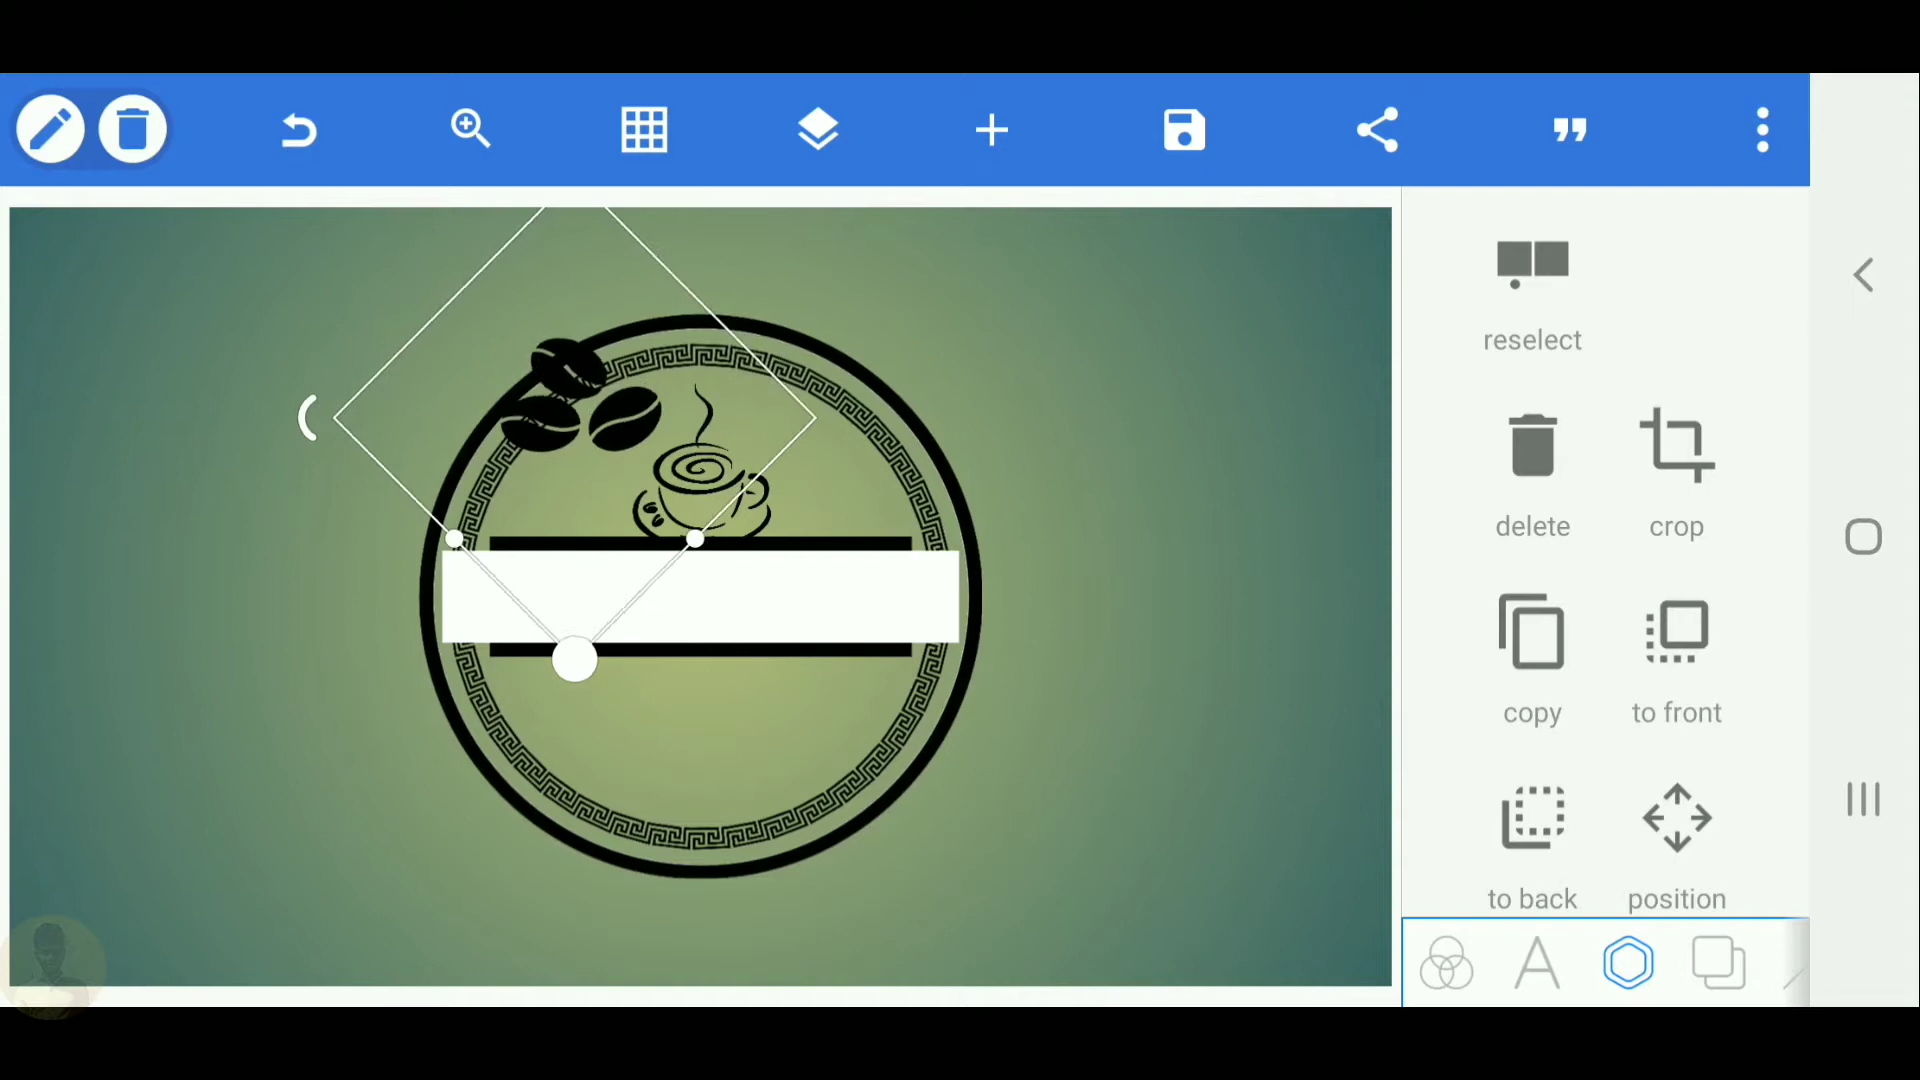 reselect
delete crop
copy to front
to back position